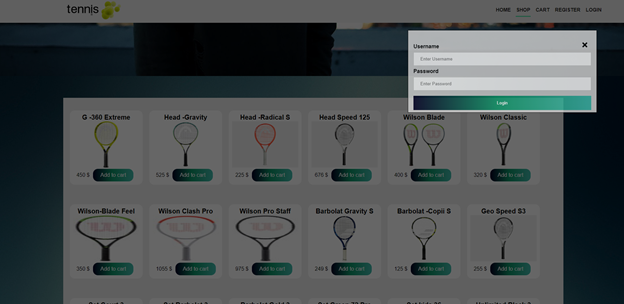 tennis
HOME SHOP CART REGISTER LOGIN
Username
Enter Username
Password
Enter Password
Login
G -360 Extreme
Head -Gravity
Head -Radical S
Head Speed 125
Wilson Blade
Wilson Classic
450 $ Add to cart
525 $ Add to cart
225 $ Add to cart
675 $ Add to cart
400 $ Add to cart
320 $ Add to cart
Wilson-Blade Feel
Wilson Clash Pro
Wilson Pro Staff
Barbolat Gravity S
Barbolat -Copii S
Geo Speed S3
350 $ Add to cart
1055 $ Add to cart
975 $ Add to cart
249 $ Add to cart
125 $ Add to cart
255 $ Add to cart